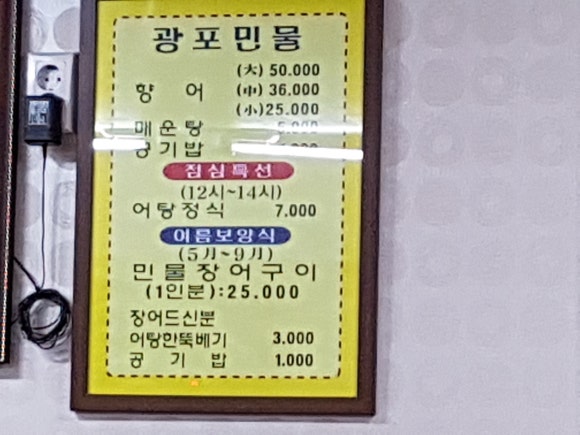 광포민물
(大) 50.000
향 어 (中) 36.000
(小) 25.000
매운탕
공기밥
점심특선
(12시~14시)
어탕정식 7.000
여름보양식
(5月~9月)
민물장어구이
(1인분):25.000
장어드신분
어탕한뚝베기 3.000
공 기 밥 1.000